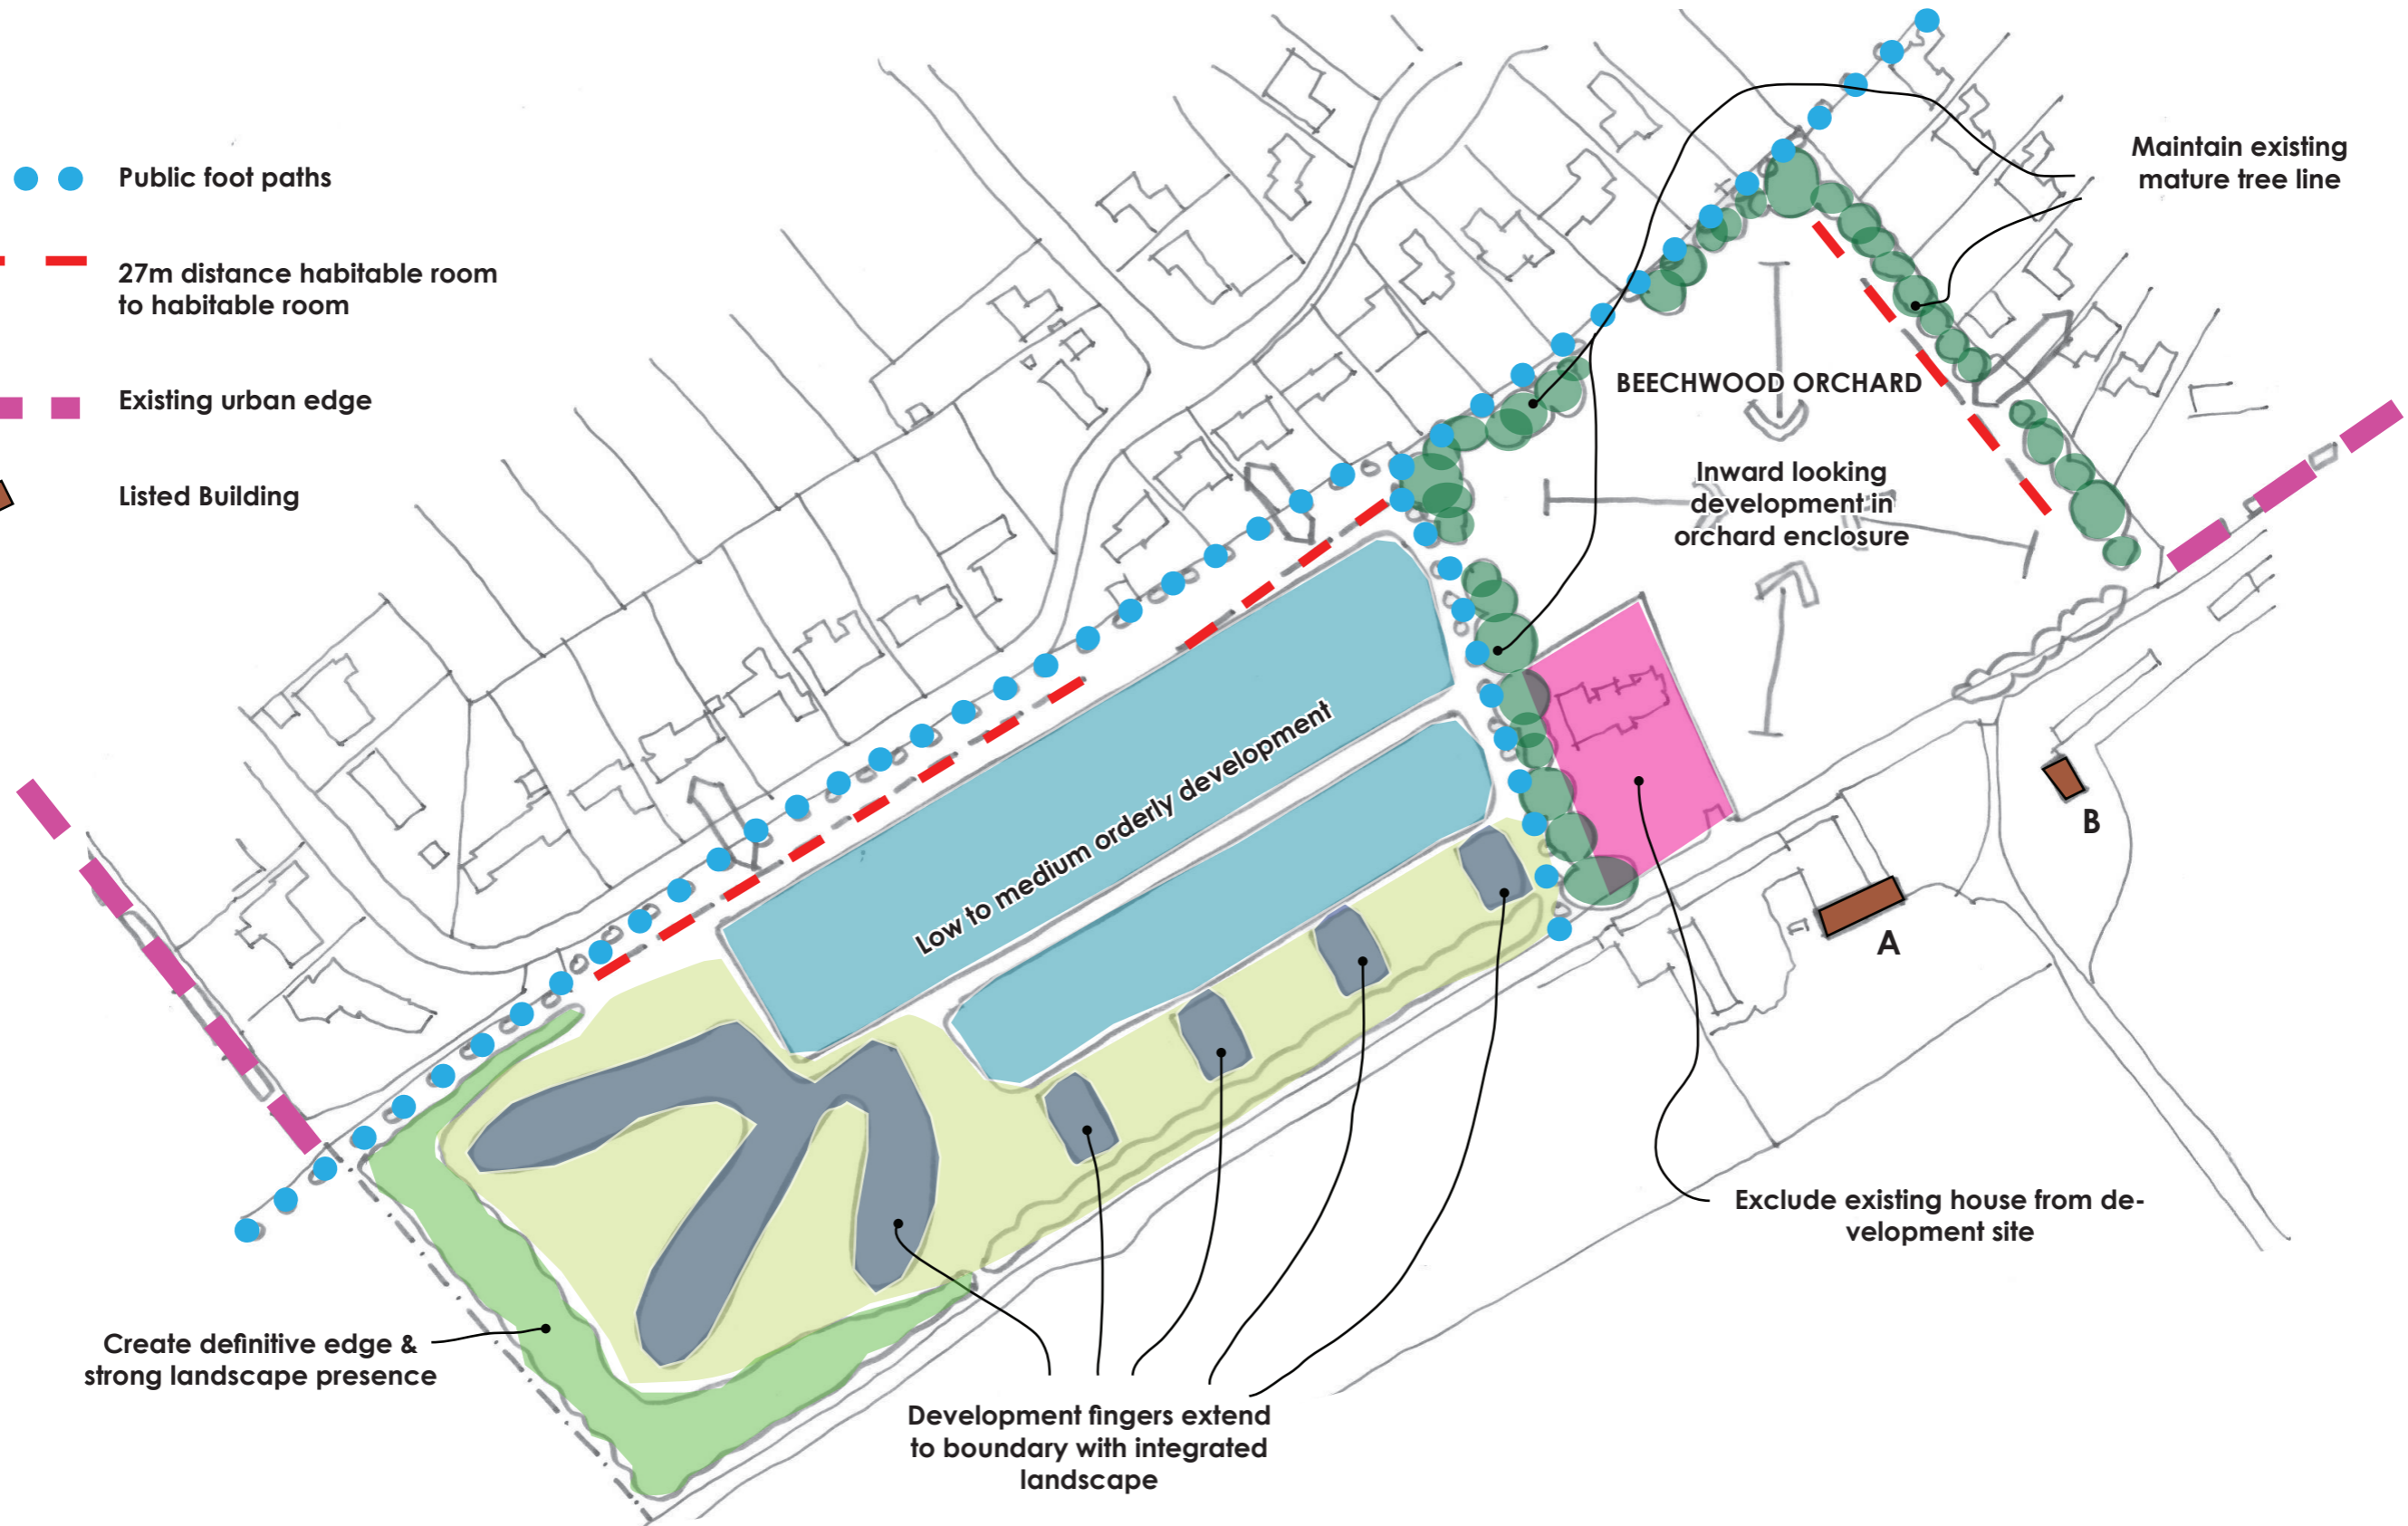 Public foot paths
27m distance habitable room
to habitable room
Existing urban edge
Listed Building
Maintain existing
mature tree line
BEECHWOOD ORCHARD
Inward looking
development in
orchard enclosure
Low to medium orderly development
B
A
Exclude existing house from de-
velopment site
Create definitive edge &
strong landscape presence
Development fingers extend
to boundary with integrated
landscape